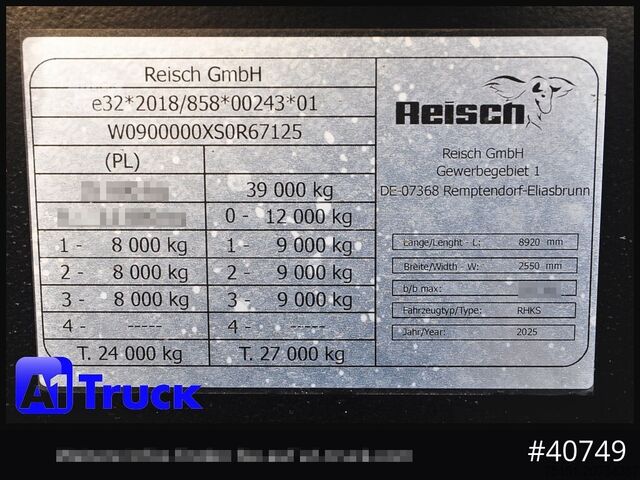 Reisch GmbH
e32*2018/858*00243*01
W0900000XS0R67125
(PL)
39 000 kg
0 - 12 000 kg
1 - 8 000 kg 1 - 9 000 kg
2 - 8 000 kg 2 - 9 000 kg
3 - 8 000 kg 3 - 9 000 kg
4 - ----- 4 - -----
T. 24 000 kg T. 27 000 kg
Reisch
Reisch GmbH
Gewerbegebiet 1
DE-07368 Remptendorf-Eliasbrunn
Länge/Lenght - L: 8920 mm
Breite/Width - W: 2550 mm
b/b max:
Fahrzeugtyp/Type: RHKS
Jahr/Year: 2025
A1 Truck
#40749